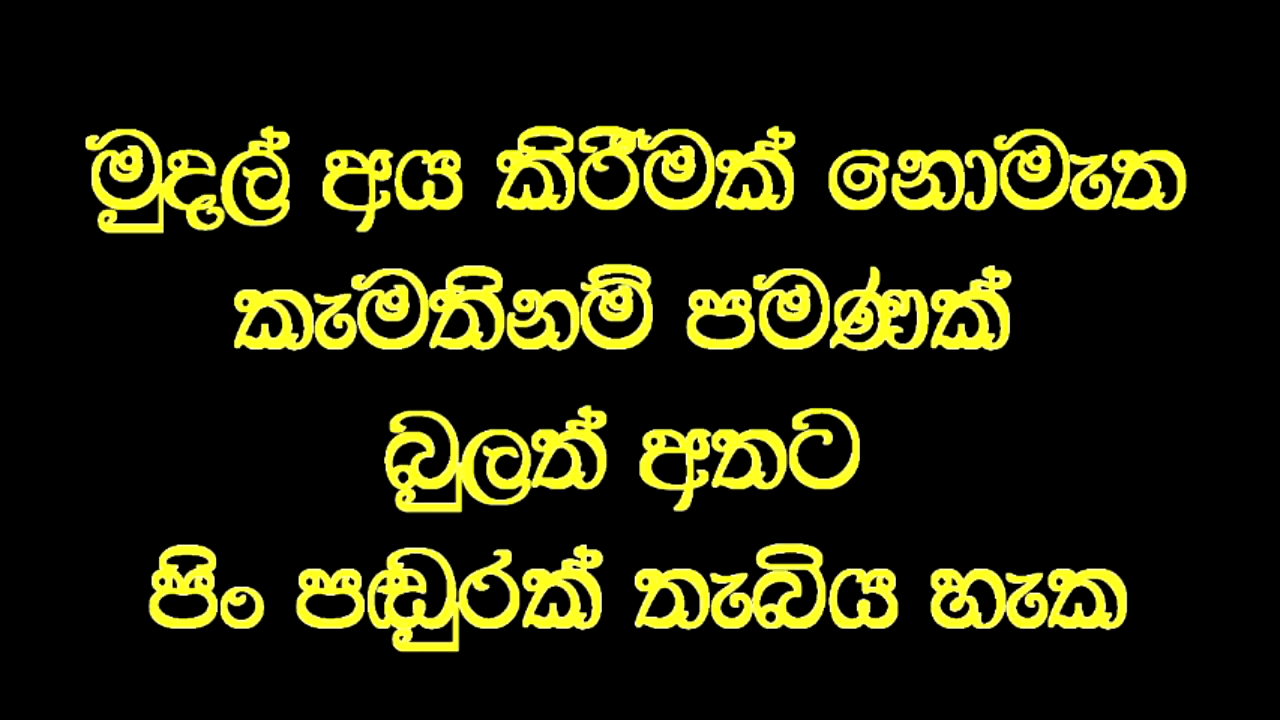 මුදල් අය කිරීමක් නොමැත
කැමතිනම් පමණක්
බුලත් අතට
පිං පඬුරක් තැබිය හැක